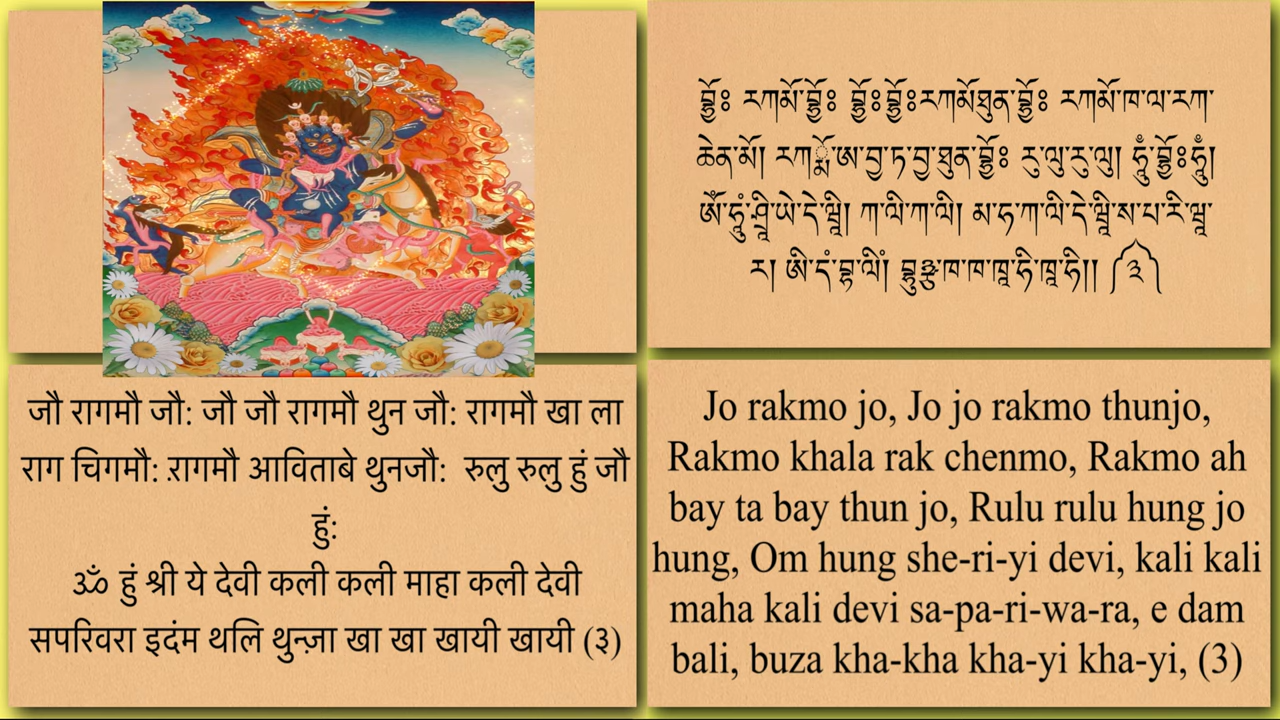 བྷྱོཿ རཀམོ་བྷྱོཿ བྷྱོཿབྷྱོཿརཀམོཐུན་བྷྱོཿ རཀམོ་ཁ་ལ་རཀ་
ཆེན་མོ། རཀ་ཨ་བྱ་ཏ་བྱ་ཐུན་བྷྱོཿ རུ་ལུ་རུ་ལུ། ཧཱུྃ་བྷྱོཿཧཱུྃ།
ཨོཾ་ཧཱུྃ་ཤྲཱི་ཡེ་དེ་ཝཱི། ཀ་ལི་ཀ་ལི། མ་ཧ་ཀ་ལི་དེ་ཝཱི་ས་པ་རི་ཝཱ་
ར། ཨི་དཾ་བྷ་ལིཾ། ཁ་ཁ་ཁཱ་ཧི་ཁཱ་ཧི།། ༼༣༽
जौ रागमौ जौ: जौ जौ रागमौ थुन जौ: रागमौ खा ला
राग चिगमौ: ऱागमौ आविताबे थुनजौ: रुलु रुलु हुं जौ
हुं:
ॐ हुं श्री ये देवी कली कली माहा कली देवी
सपरिवरा इदंम थलि थुन्ज़ा खा खा खायी खायी (३)
Jo rakmo jo, Jo jo rakmo thunjo,
Rakmo khala rak chenmo, Rakmo ah
bay ta bay thun jo, Rulu rulu hung jo
hung, Om hung she-ri-yi devi, kali kali
maha kali devi sa-pa-ri-wa-ra, e dam
bali, buza kha-kha kha-yi kha-yi, (3)